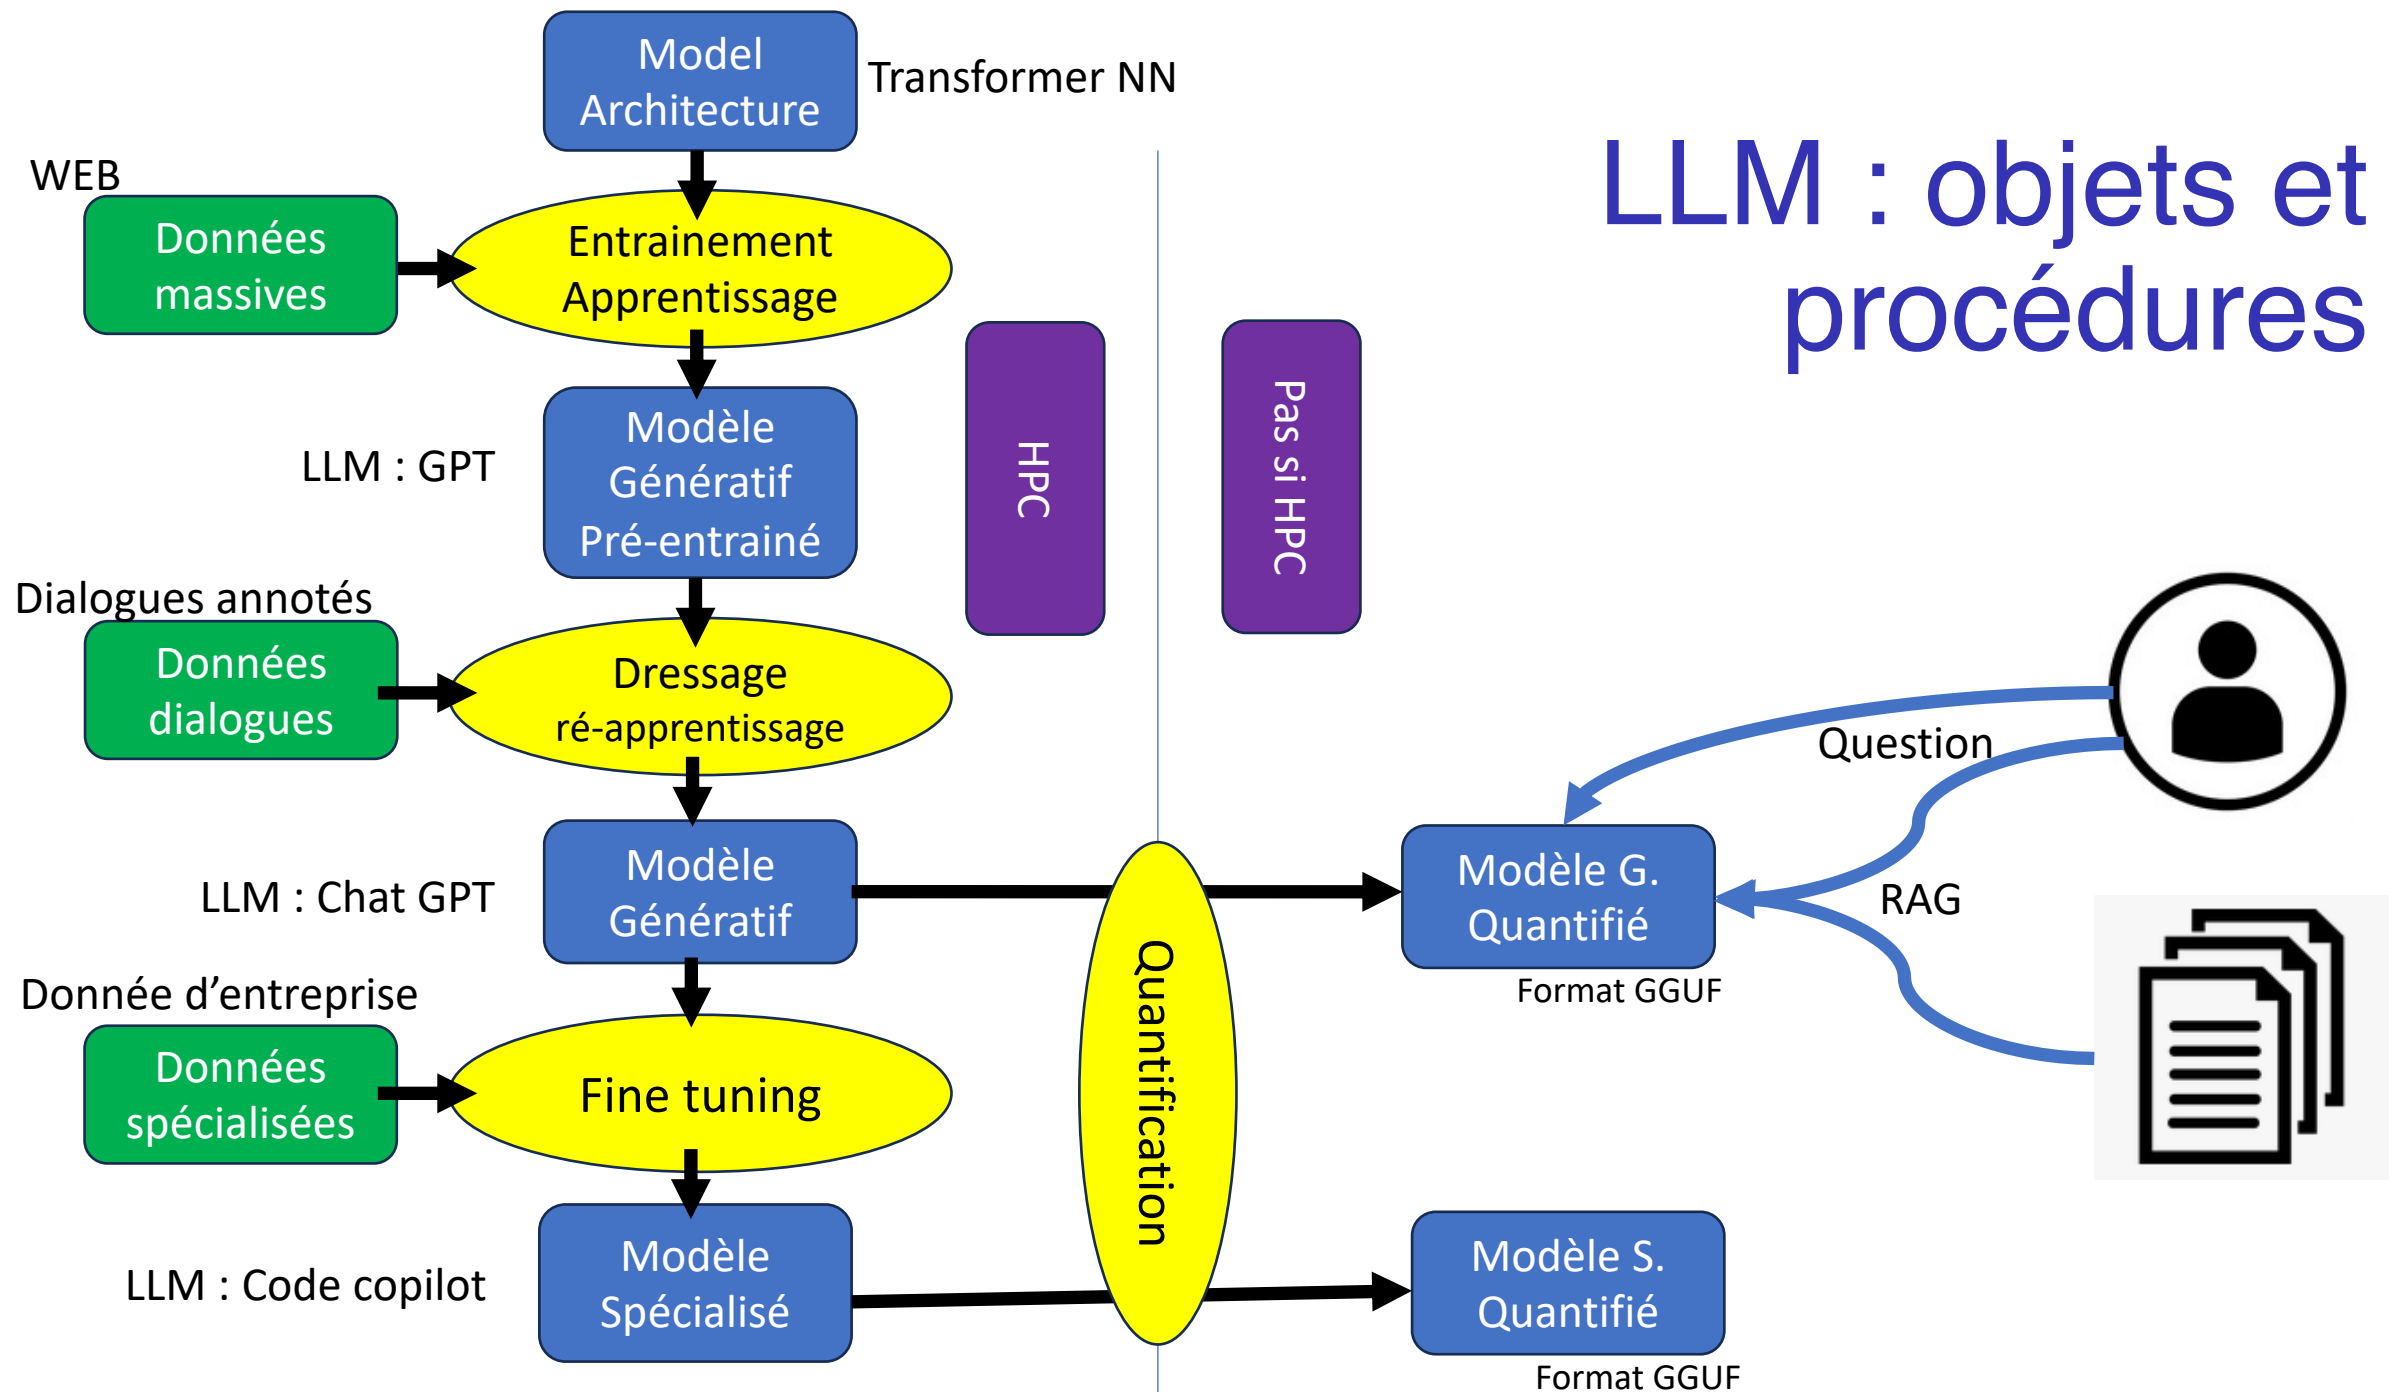 Model
Architecture
Transformer NN
LLM : objets et
procédures
WEB
Données
massives
Entrainement
Apprentissage
HPC
Pas si HPC
LLM : GPT
Modèle
Génératif
Pré-entrainé
Dialogues annotés
Données
dialogues
Dressage
ré-apprentissage
Question
LLM : Chat GPT
Modèle
Génératif
Modèle G.
Quantifié
RAG
Format GGUF
Quantification
Donnée d’entreprise
Données
spécialisées
Fine tuning
LLM : Code copilot
Modèle
Spécialisé
Modèle S.
Quantifié
Format GGUF